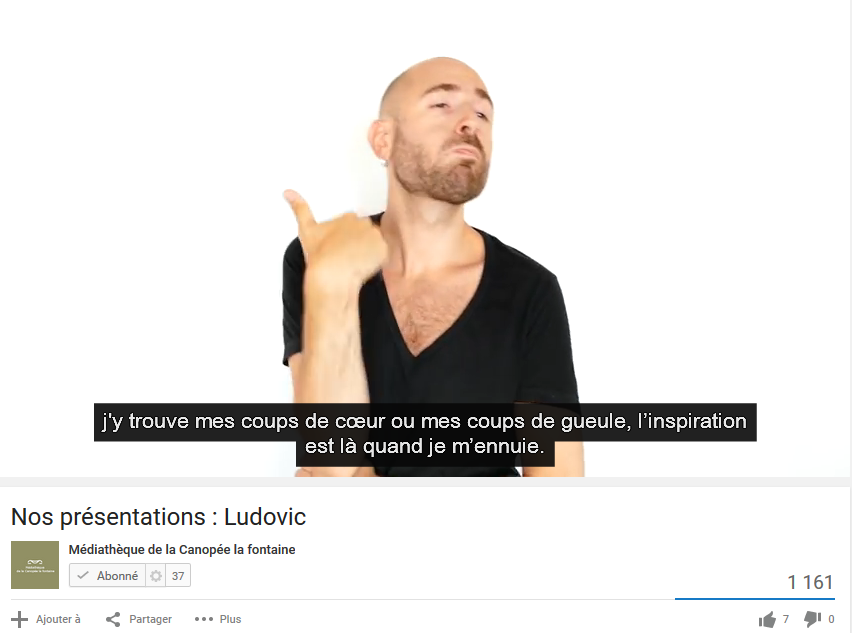 j'y trouve mes coups de cœur ou mes coups de gueule, l’inspiration
est là quand je m’ennuie.
Nos présentations : Ludovic
Médiathèque de la Canopée la fontaine
Abonné 37
1 161
Ajouter à Partager Plus 7 0